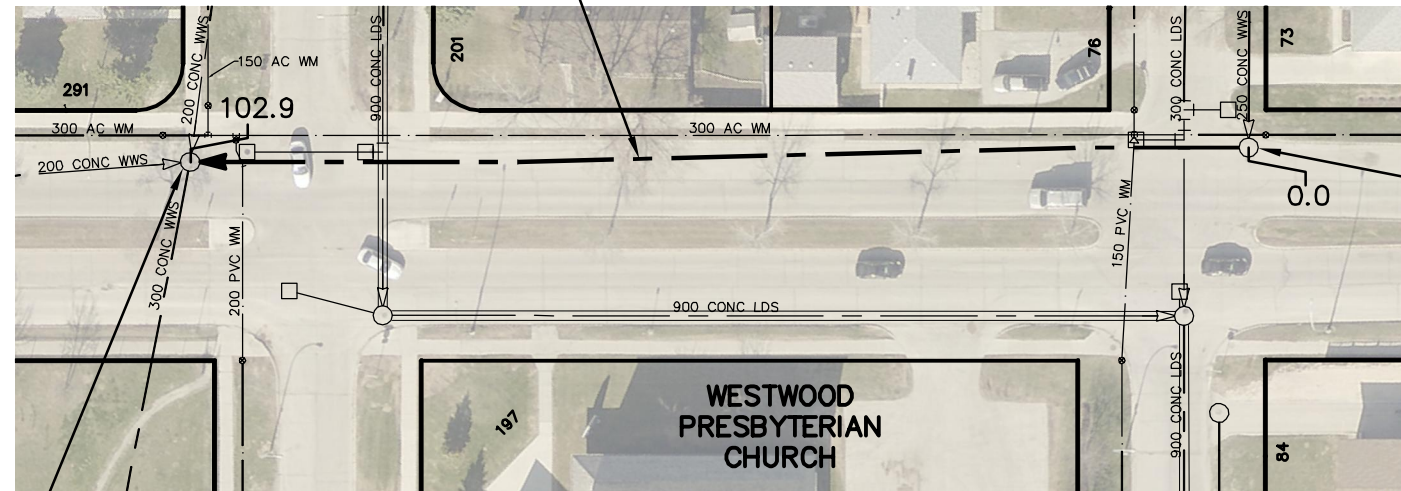 200 CONC WWS
150 AC WM
900 CONC LDS
201
76
300 CONC LDS
250 CONC WWS
73
291
102.9
300 AC WM
300 AC WM
200 CONC WWS
0.0
300 CONC WWS
200 PVC WM
150 PVC WM
900 CONC LDS
900 CONC LDS
197
WESTWOOD
PRESBYTERIAN
CHURCH
84